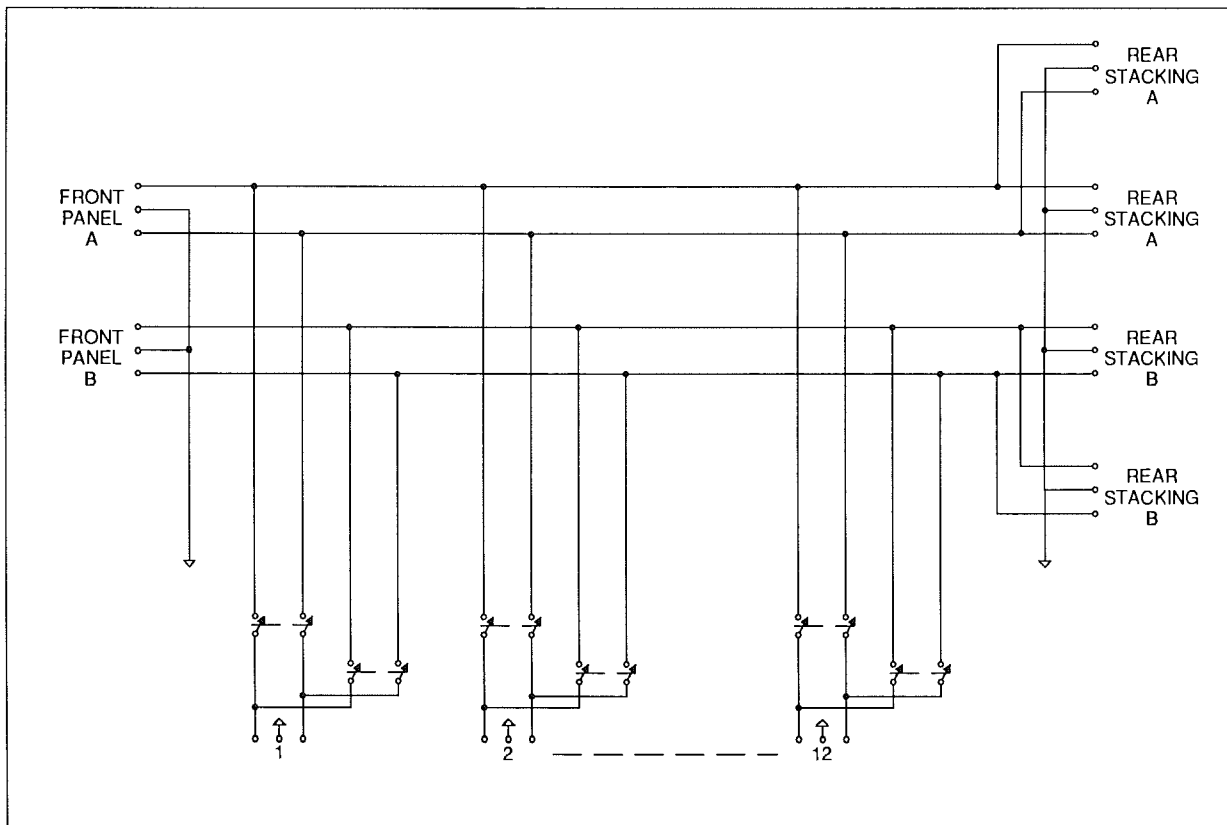 REAR
STACKING
A
FRONT
PANEL
A
REAR
STACKING
A
FRONT
PANEL
B
REAR
STACKING
B
REAR
STACKING
B
1
2
12